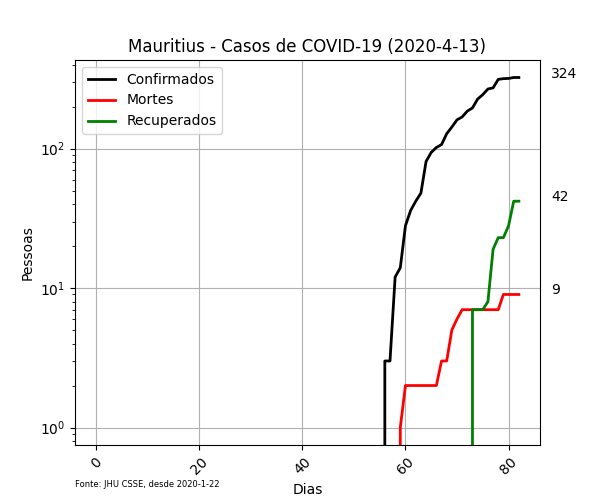 Mauritius - Casos de COVID-19 (2020-4-13)
Confirmados
Mortes
Recuperados
324
42
9
10²
10¹
10⁰
Pessoas
0
20
40
60
80
Dias
Fonte: JHU CSSE, desde 2020-1-22